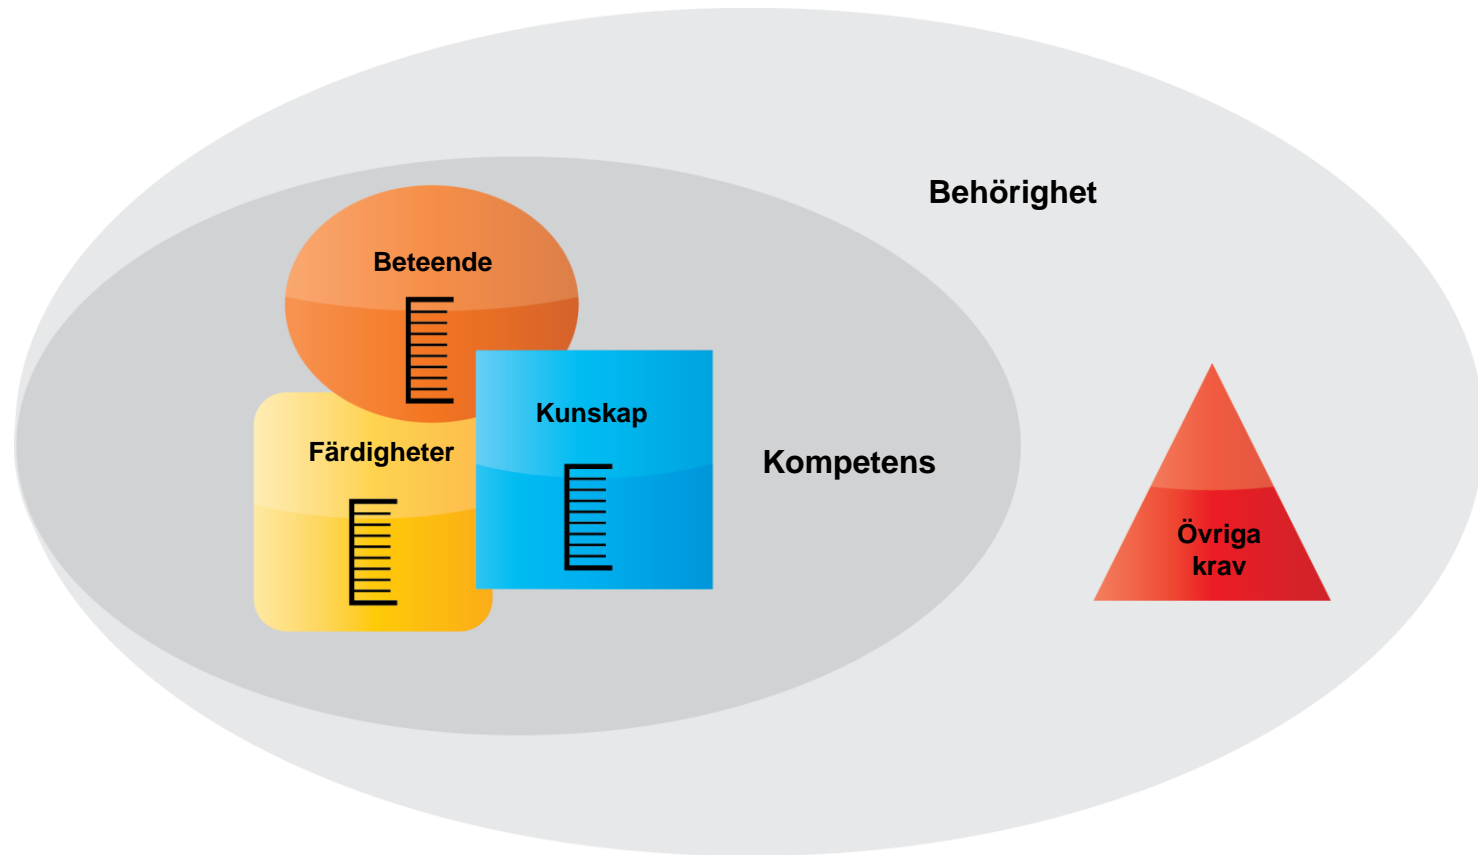 Behörighet
Beteende
Kunskap
Färdigheter
Kompetens
Övriga
krav